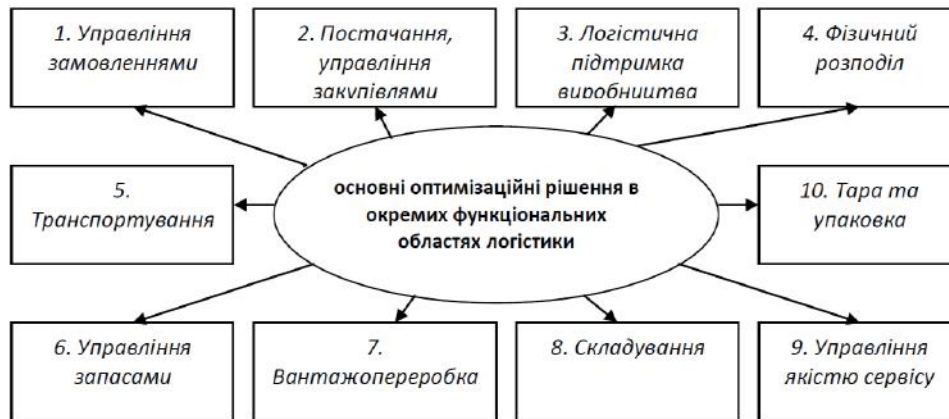 1. Управління
замовленнями
2. Постачання,
управління
закупівлями
3. Логістична
підтримка
виробництва
4. Фізичний
розподіл
5.
Транспортування
основні оптимізаційні рішення в
окремих функціональних
областях логістики
10. Тара та
упаковка
6. Управління
запасами
7.
Вантажопереробка
8. Складування
9. Управління
якістю сервісу